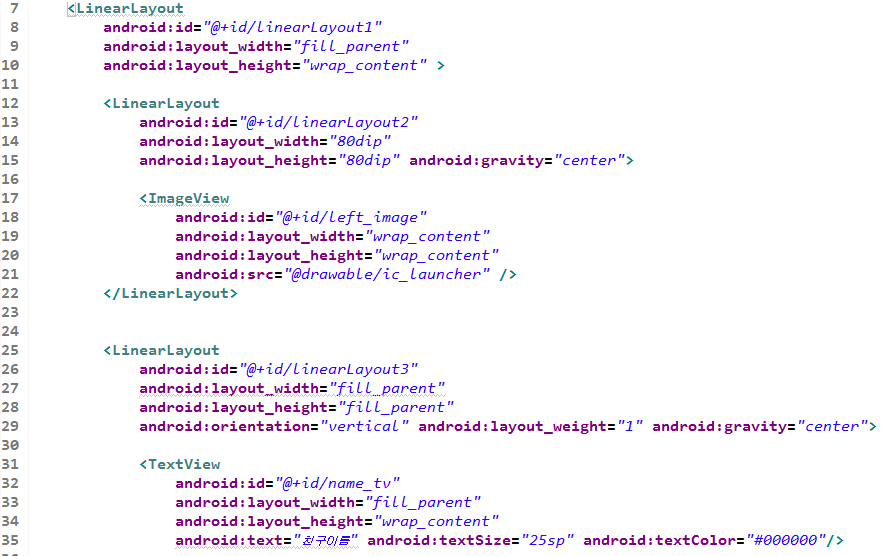 7 <LinearLayout
8 android:id="@+id/linearLayout1"
9 android:layout_width="fill_parent"
10 android:layout_height="wrap_content" >
11
12 <LinearLayout
13 android:id="@+id/linearLayout2"
14 android:layout_width="80dip"
15 android:layout_height="80dip" android:gravity="center">
16
17 <ImageView
18 android:id="@+id/left_image"
19 android:layout_width="wrap_content"
20 android:layout_height="wrap_content"
21 android:src="@drawable/ic_launcher" />
22 </LinearLayout>
23
24
25 <LinearLayout
26 android:id="@+id/linearLayout3"
27 android:layout_width="fill_parent"
28 android:layout_height="fill_parent"
29 android:orientation="vertical" android:layout_weight="1" android:gravity="center">
30
31 <TextView
32 android:id="@+id/name_tv"
33 android:layout_width="fill_parent"
34 android:layout_height="wrap_content"
35 android:text="친구이름" android:textSize="25sp" android:textColor="#000000"/>